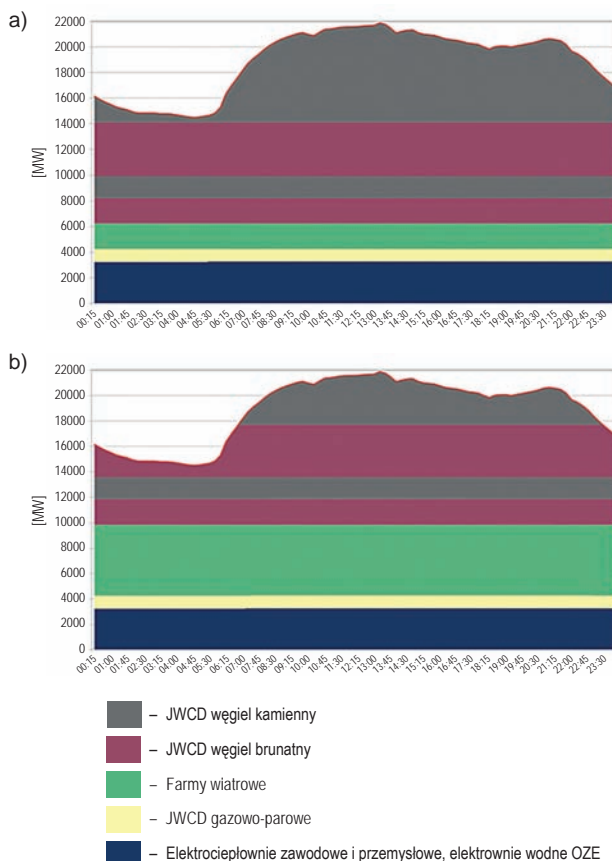 a)
22000
20000
18000
16000
14000
12000
10000
8000
6000
4000
2000
0
[MW]
00:15 01:00 01:45 02:30 03:15 04:00 04:45 05:30 06:15 07:00 07:45 08:30 09:15 10:00 10:45 11:30 12:15 13:00 13:45 14:30 15:15 16:00 16:45 17:30 18:15 19:00 19:45 20:30 21:15 22:00 22:45 23:30
b)
22000
20000
18000
16000
14000
12000
10000
8000
6000
4000
2000
0
[MW]
00:15 01:00 01:45 02:30 03:15 04:00 04:45 05:30 06:15 07:00 07:45 08:30 09:15 10:00 10:45 11:30 12:15 13:00 13:45 14:30 15:15 16:00 16:45 17:30 18:15 19:00 19:45 20:30 21:15 22:00 22:45 23:30
– JWCD węgiel kamienny
– JWCD węgiel brunatny
– Farmy wiatrowe
– JWCD gazowo-parowe
– Elektrociepłownie zawodowe i przemysłowe, elektrownie wodne OZE